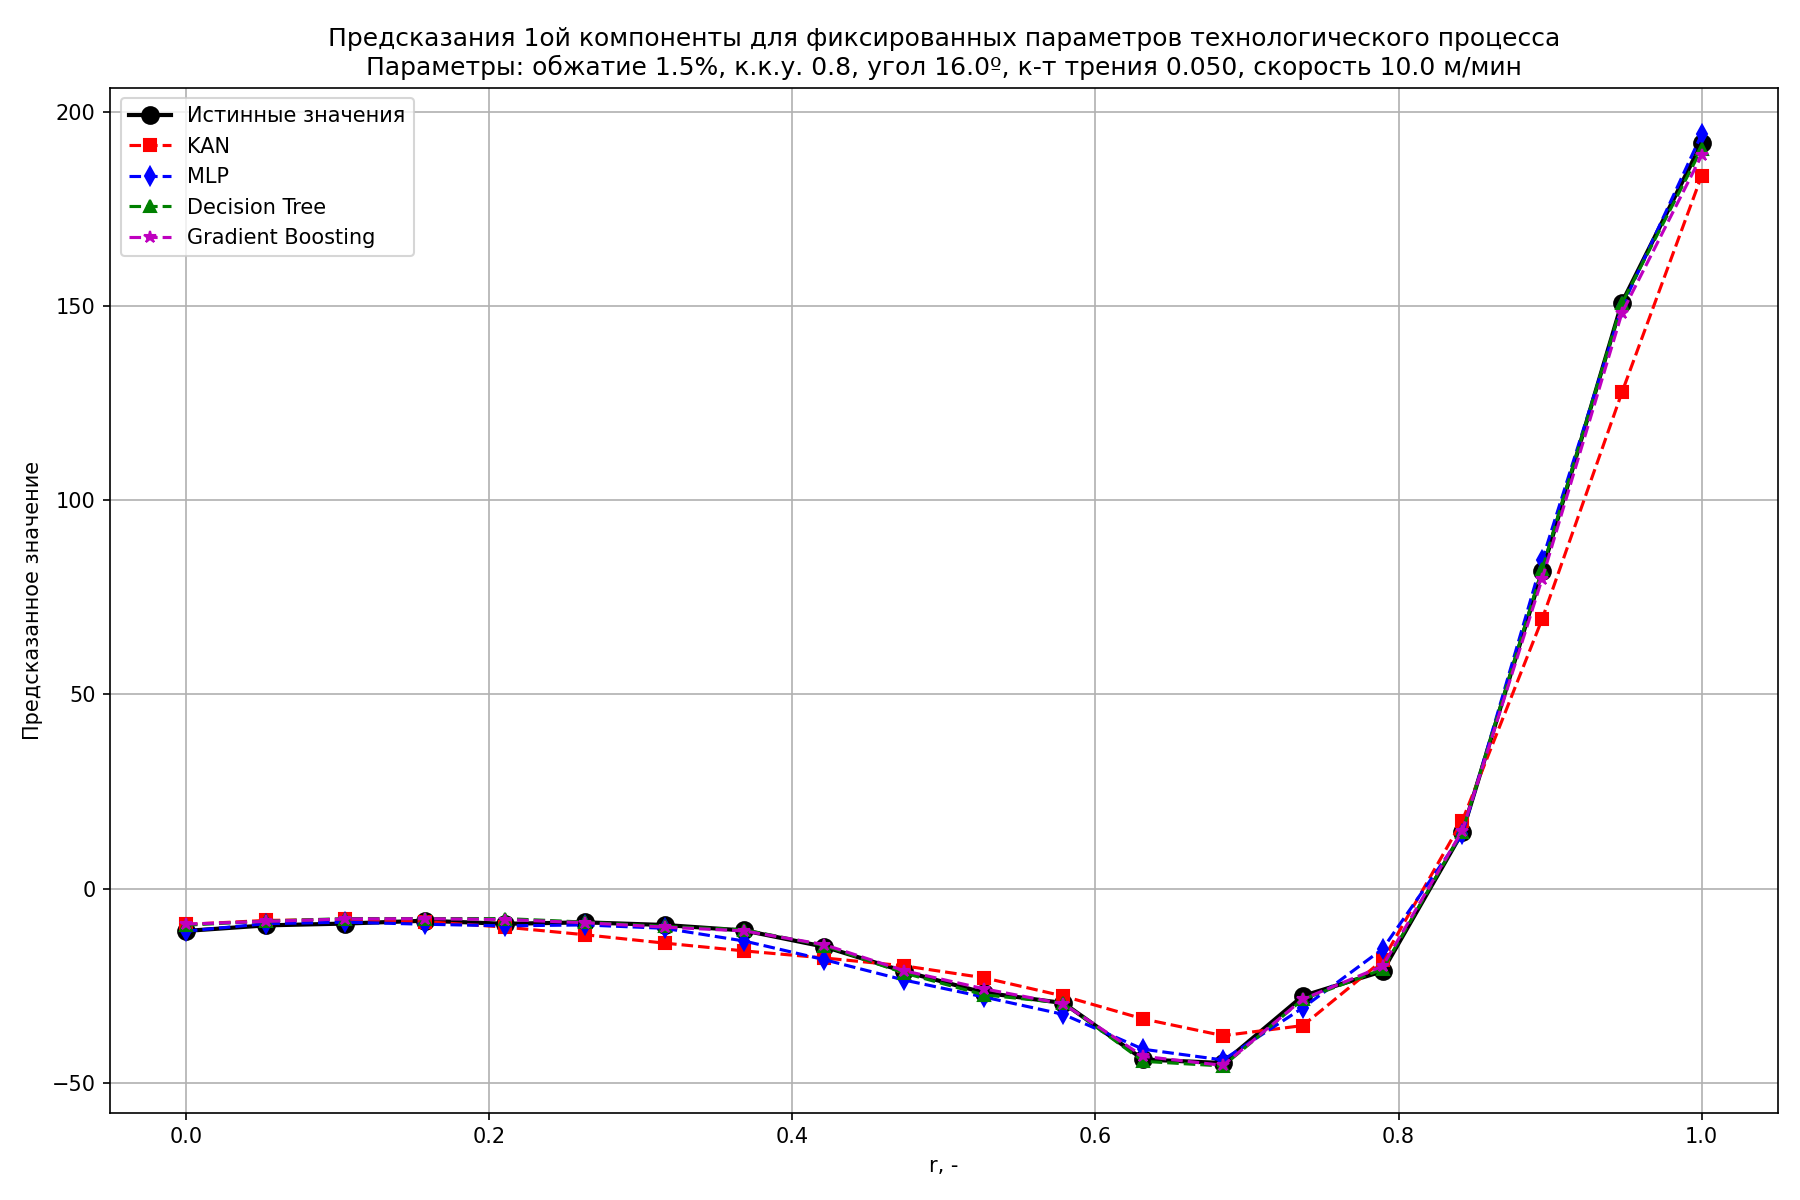 Предсказания 1ой компоненты для фиксированных параметров технологического процесса
Параметры: обжатие 1.5%, к.к.у. 0.8, угол 16.0º, к-т трения 0.050, скорость 10.0 м/мин
Истинные значения
KAN
MLP
Decision Tree
Gradient Boosting
Предсказанное значение
200
150
100
50
0
−50
0.0
0.2
0.4
0.6
0.8
1.0
r, -